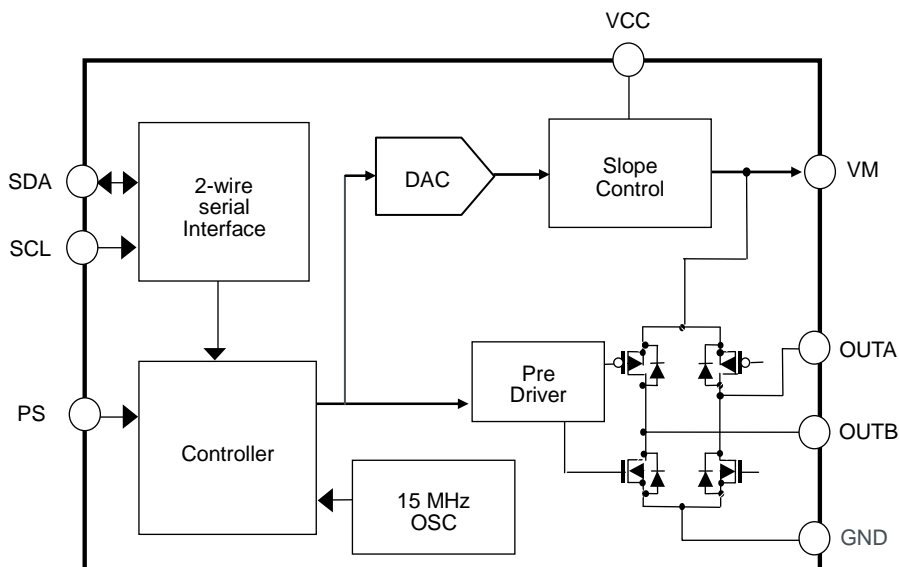 VCC
SDA
2-wire
serial
Interface
DAC
Slope
Control
VM
SCL
OUTA
Pre
Driver
PS
Controller
OUTB
15 MHz
OSC
GND